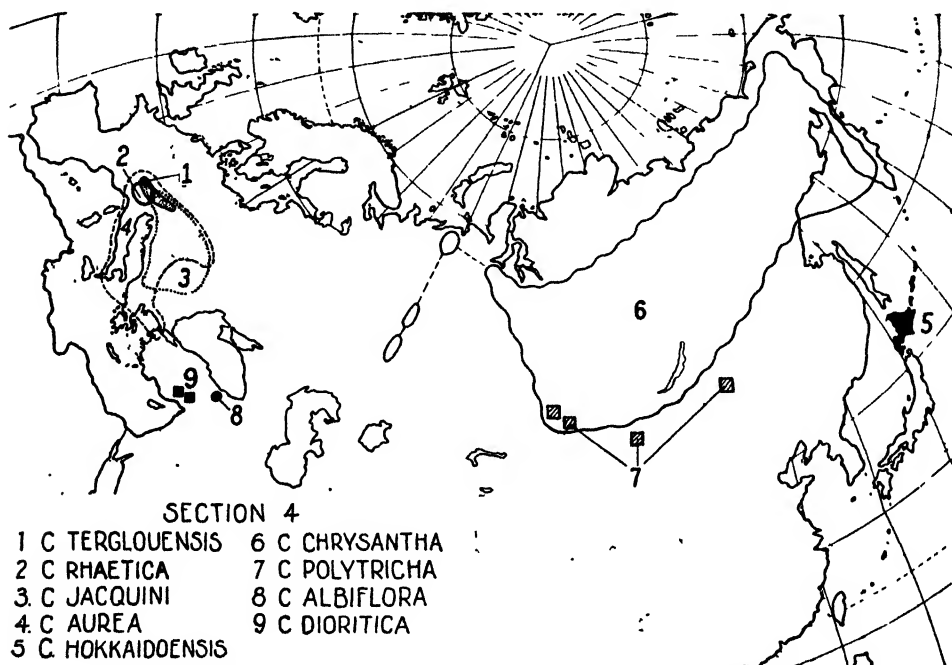 2
1
4
3
6
5
9
8
7
SECTION 4
1 C TERGLOUENSIS
2 C RHAETICA
3. C JACQUINI
4. C AUREA
5 C. HOKKAIDOENSIS
6 C CHRYSANTHA
7 C POLYTRICHA
8 C ALBIFLORA
9 C DIORITICA